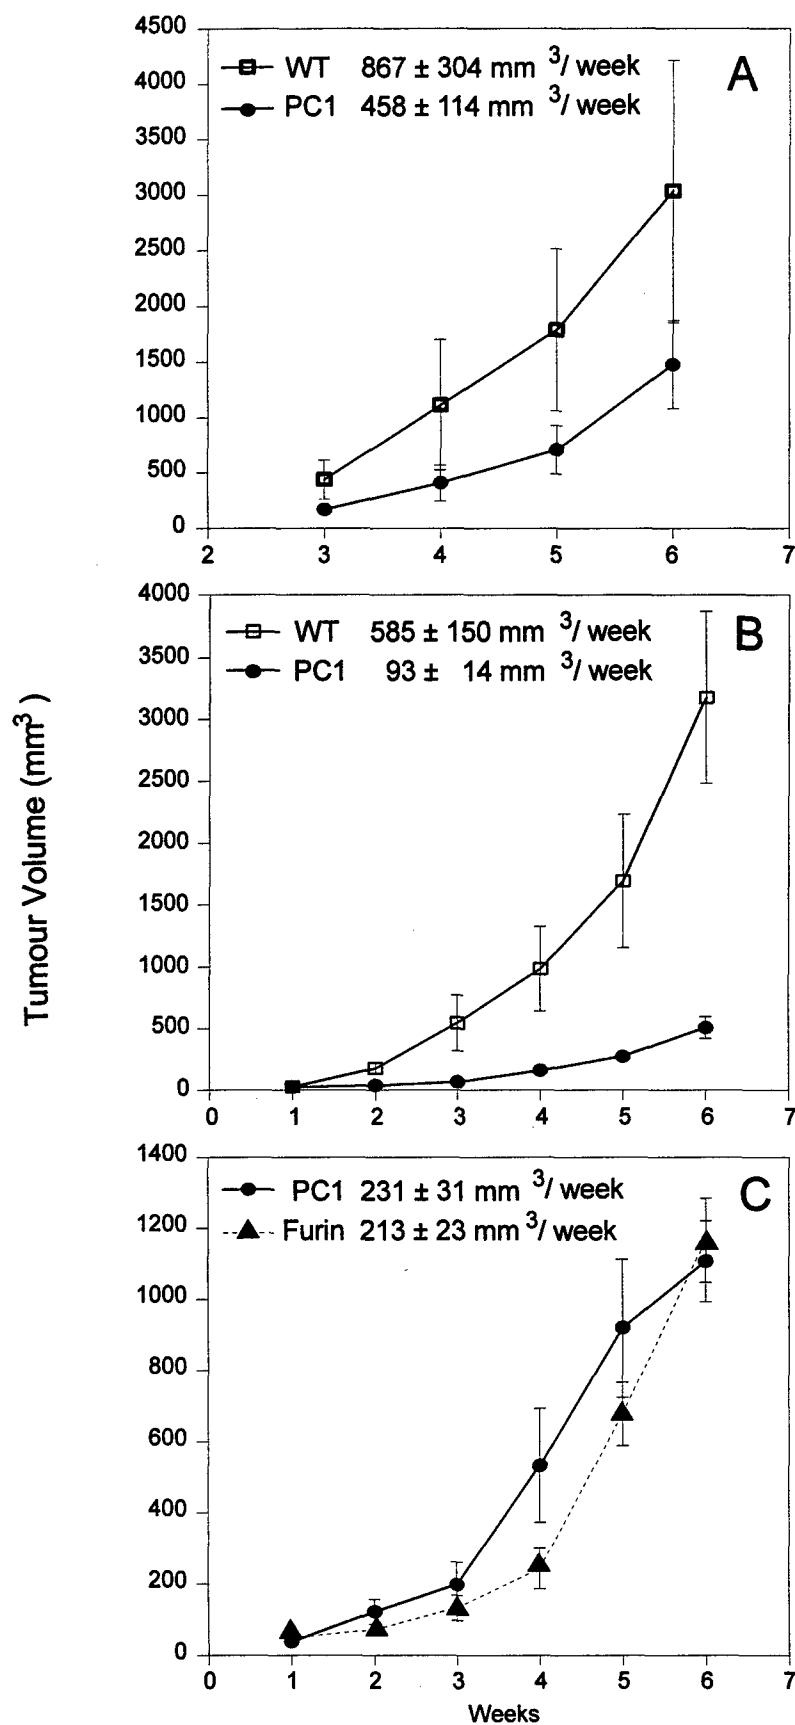 Tumour Volume (mm³)
4500
4000
3500
3000
2500
2000
1500
1000
500
0
WT 867 ± 304 mm ³/ week
PC1 458 ± 114 mm ³/ week
A
2 3 4 5 6 7
4000
3500
3000
2500
2000
1500
1000
500
0
WT 585 ± 150 mm ³/ week
PC1 93 ± 14 mm ³/ week
B
0 1 2 3 4 5 6 7
1400
1200
1000
800
600
400
200
0
PC1 231 ± 31 mm ³/ week
Furin 213 ± 23 mm ³/ week
C
0 1 2 3 4 5 6 7
Weeks